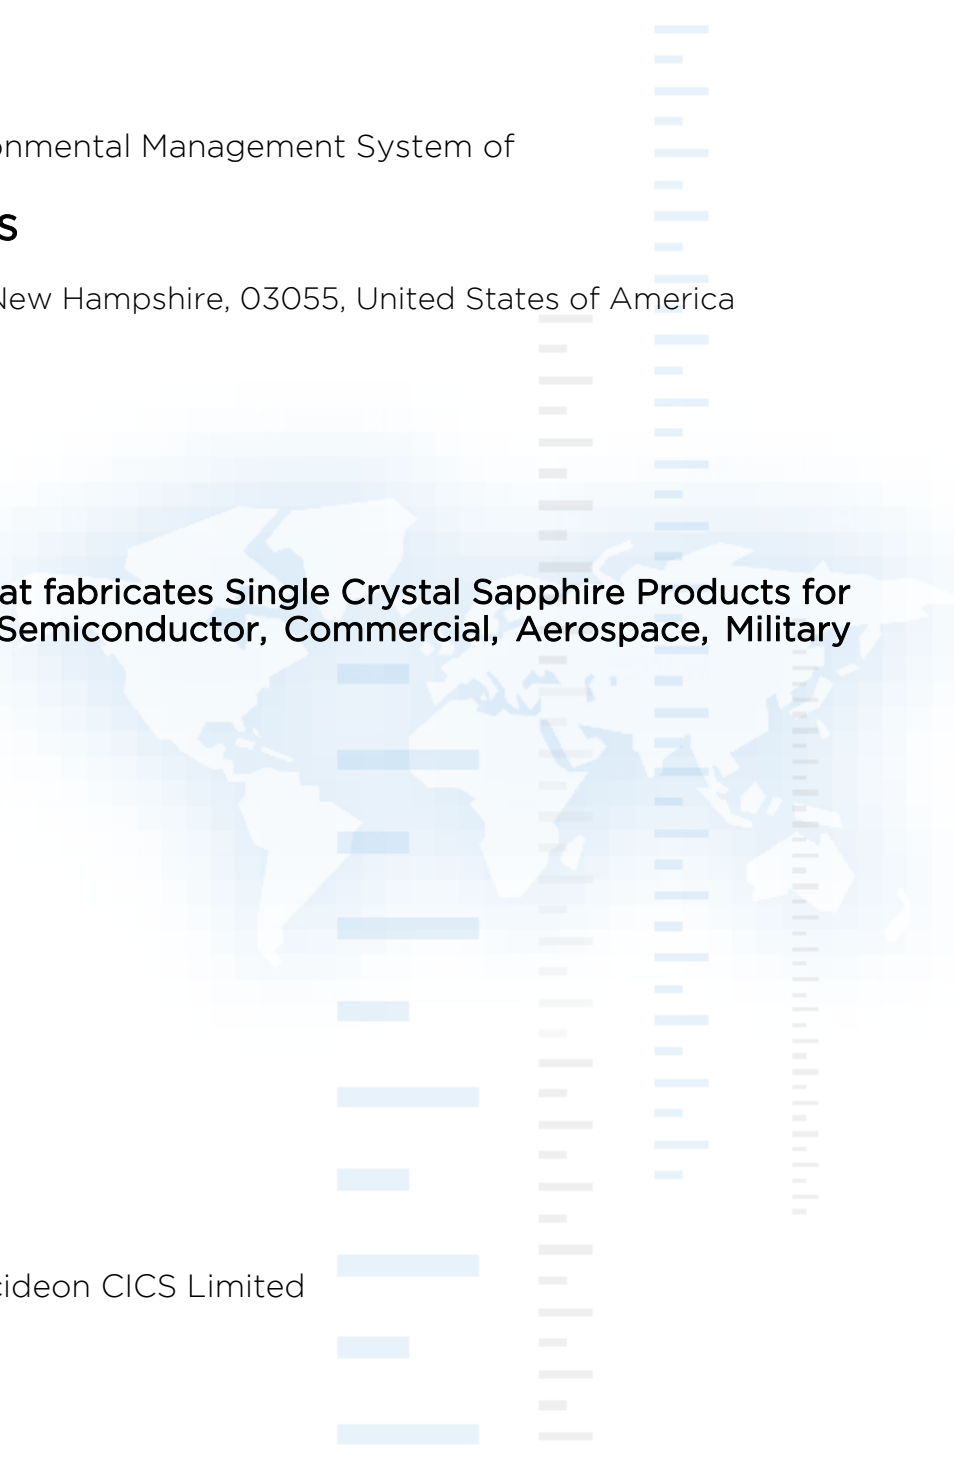 onmental Management System of
s
New Hampshire, 03055, United States of America
at fabricates Single Crystal Sapphire Products for
Semiconductor, Commercial, Aerospace, Military
cideon CICS Limited